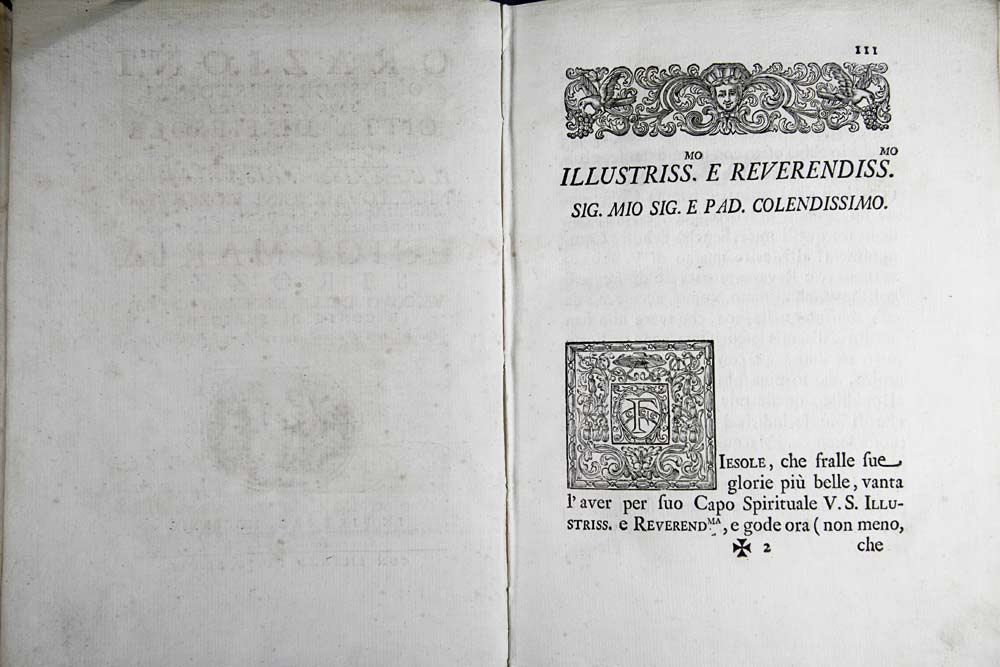 III
ILLUSTRISS.MO E REVERENDISS.MO
SIG. MIO SIG. E PAD. COLENDISSIMO.
FIESOLE, che fralle ſue
glorie più belle, vanta
l'aver per ſuo Capo Spirituale V. S. ILLU-
STRISS. e REVEREND.MA, e gode ora (non meno,
✠ 2 che